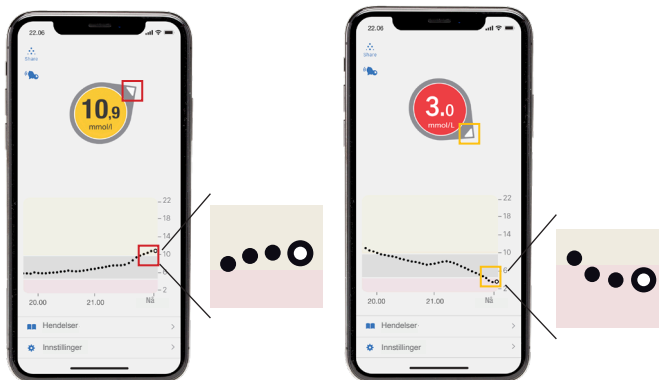 22.06
Share
10,9
mmol/l
22
18
14
10
6
2
20.00
21.00
Nå
Hendelser
Innstillinger
22.06
Share
3.0
mmol/L
22
18
14
10
6
2
20.00
21.00
Nå
Hendelser
Innstillinger